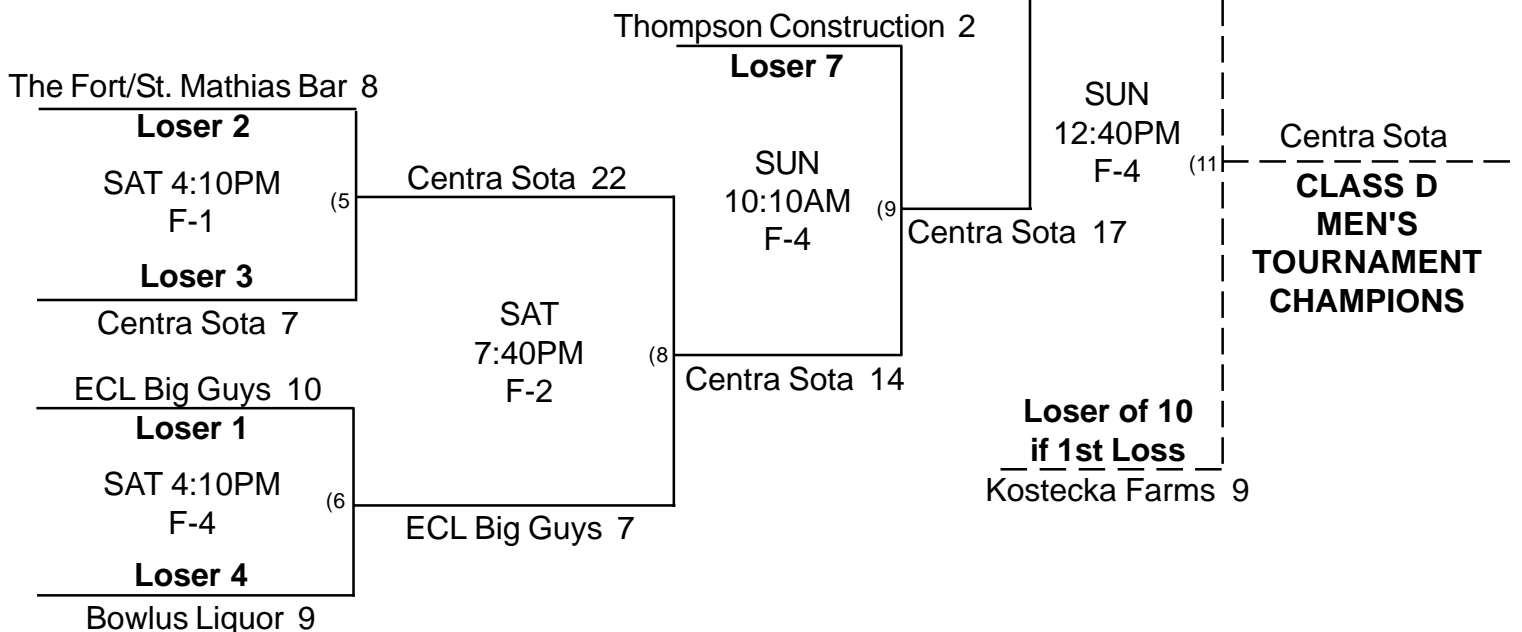 Thompson Construction 2
Loser 7
The Fort/St. Mathias Bar 8
Loser 2
SAT 4:10PM
F-1
(5
Loser 3
Centra Sota 7
Centra Sota 22
SUN
10:10AM
F-4
(9
SUN
12:40PM
F-4
(11
Centra Sota
CLASS D
MEN'S
TOURNAMENT
CHAMPIONS
Centra Sota 17
SAT
7:40PM
F-2
(8
Centra Sota 14
ECL Big Guys 10
Loser 1
SAT 4:10PM
F-4
(6
Loser 4
Bowlus Liquor 9
ECL Big Guys 7
Loser of 10
if 1st Loss
Kostecka Farms 9